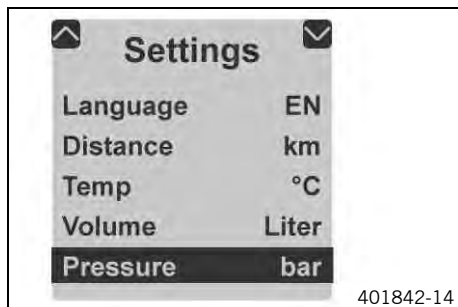 Settings
Language EN
Distance km
Temp °C
Volume Liter
Pressure bar
401842-14